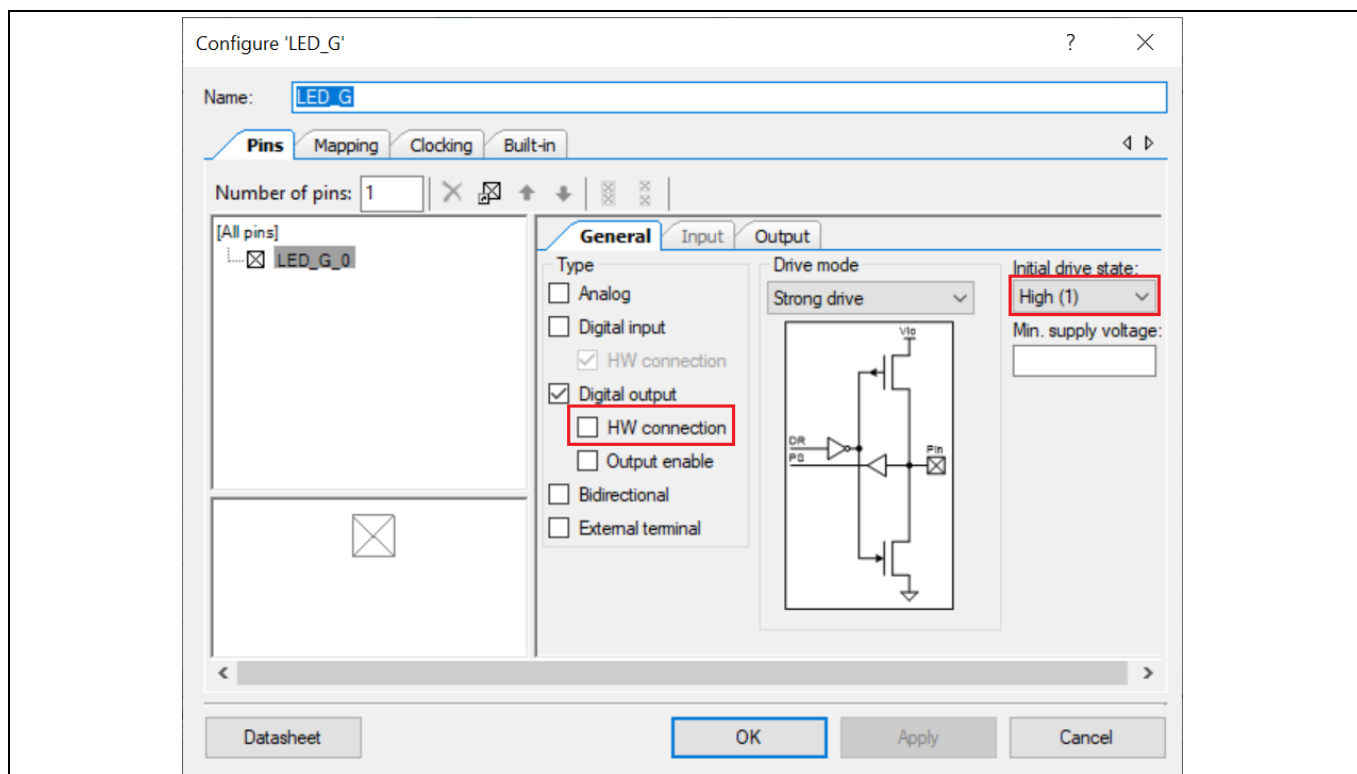 Configure 'LED_G'
?
Name: LED_G
Pins Mapping Clocking Built-in
Number of pins: 1
[All pins]
LED_G_0
General Input Output
Type
Analog
Digital input
HW connection
Digital output
HW connection
Output enable
Bidirectional
External terminal
Drive mode
Strong drive
Vio
DR
PS
Pin
Initial drive state:
High (1)
Min. supply voltage:
Datasheet OK Apply Cancel